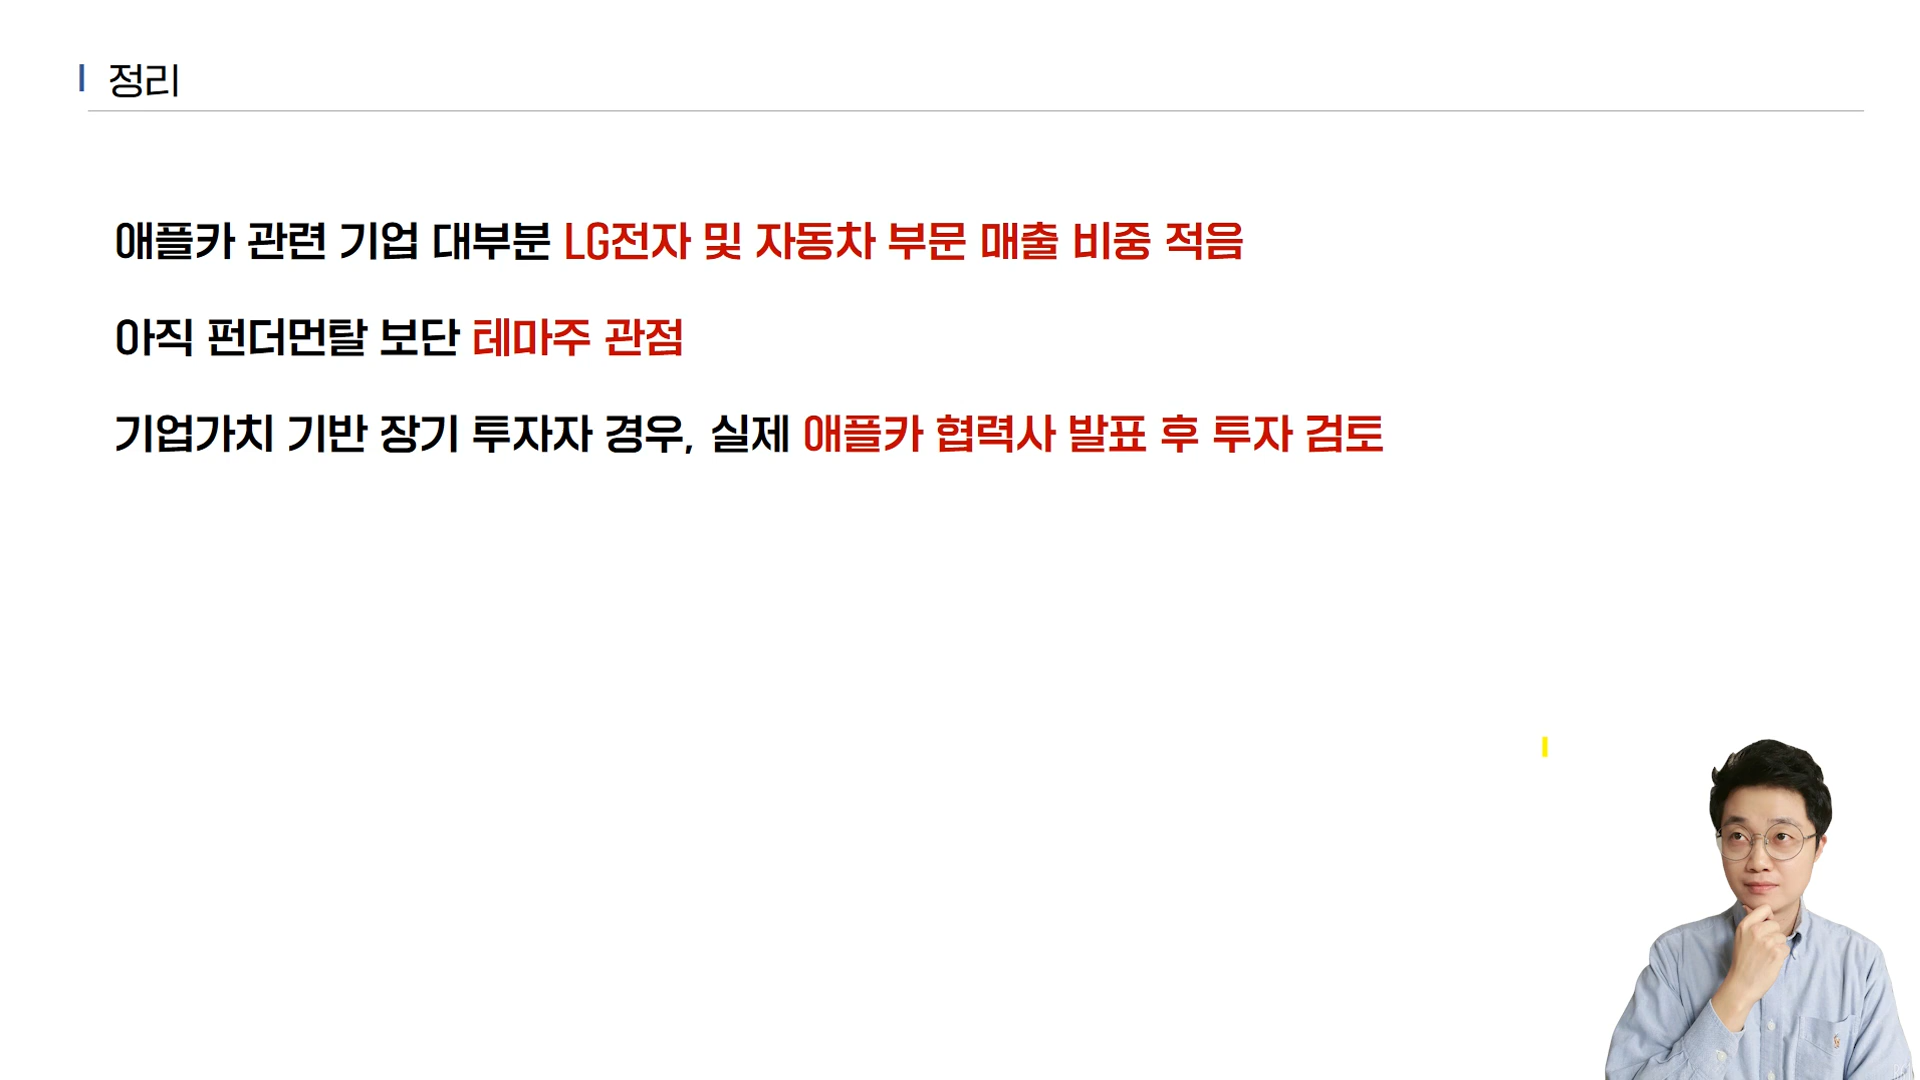 정리
애플카 관련 기업 대부분 LG전자 및 자동차 부문 매출 비중 적음
아직 펀더먼탈 보단 테마주 관점
기업가치 기반 장기 투자자 경우, 실제 애플카 협력사 발표 후 투자 검토